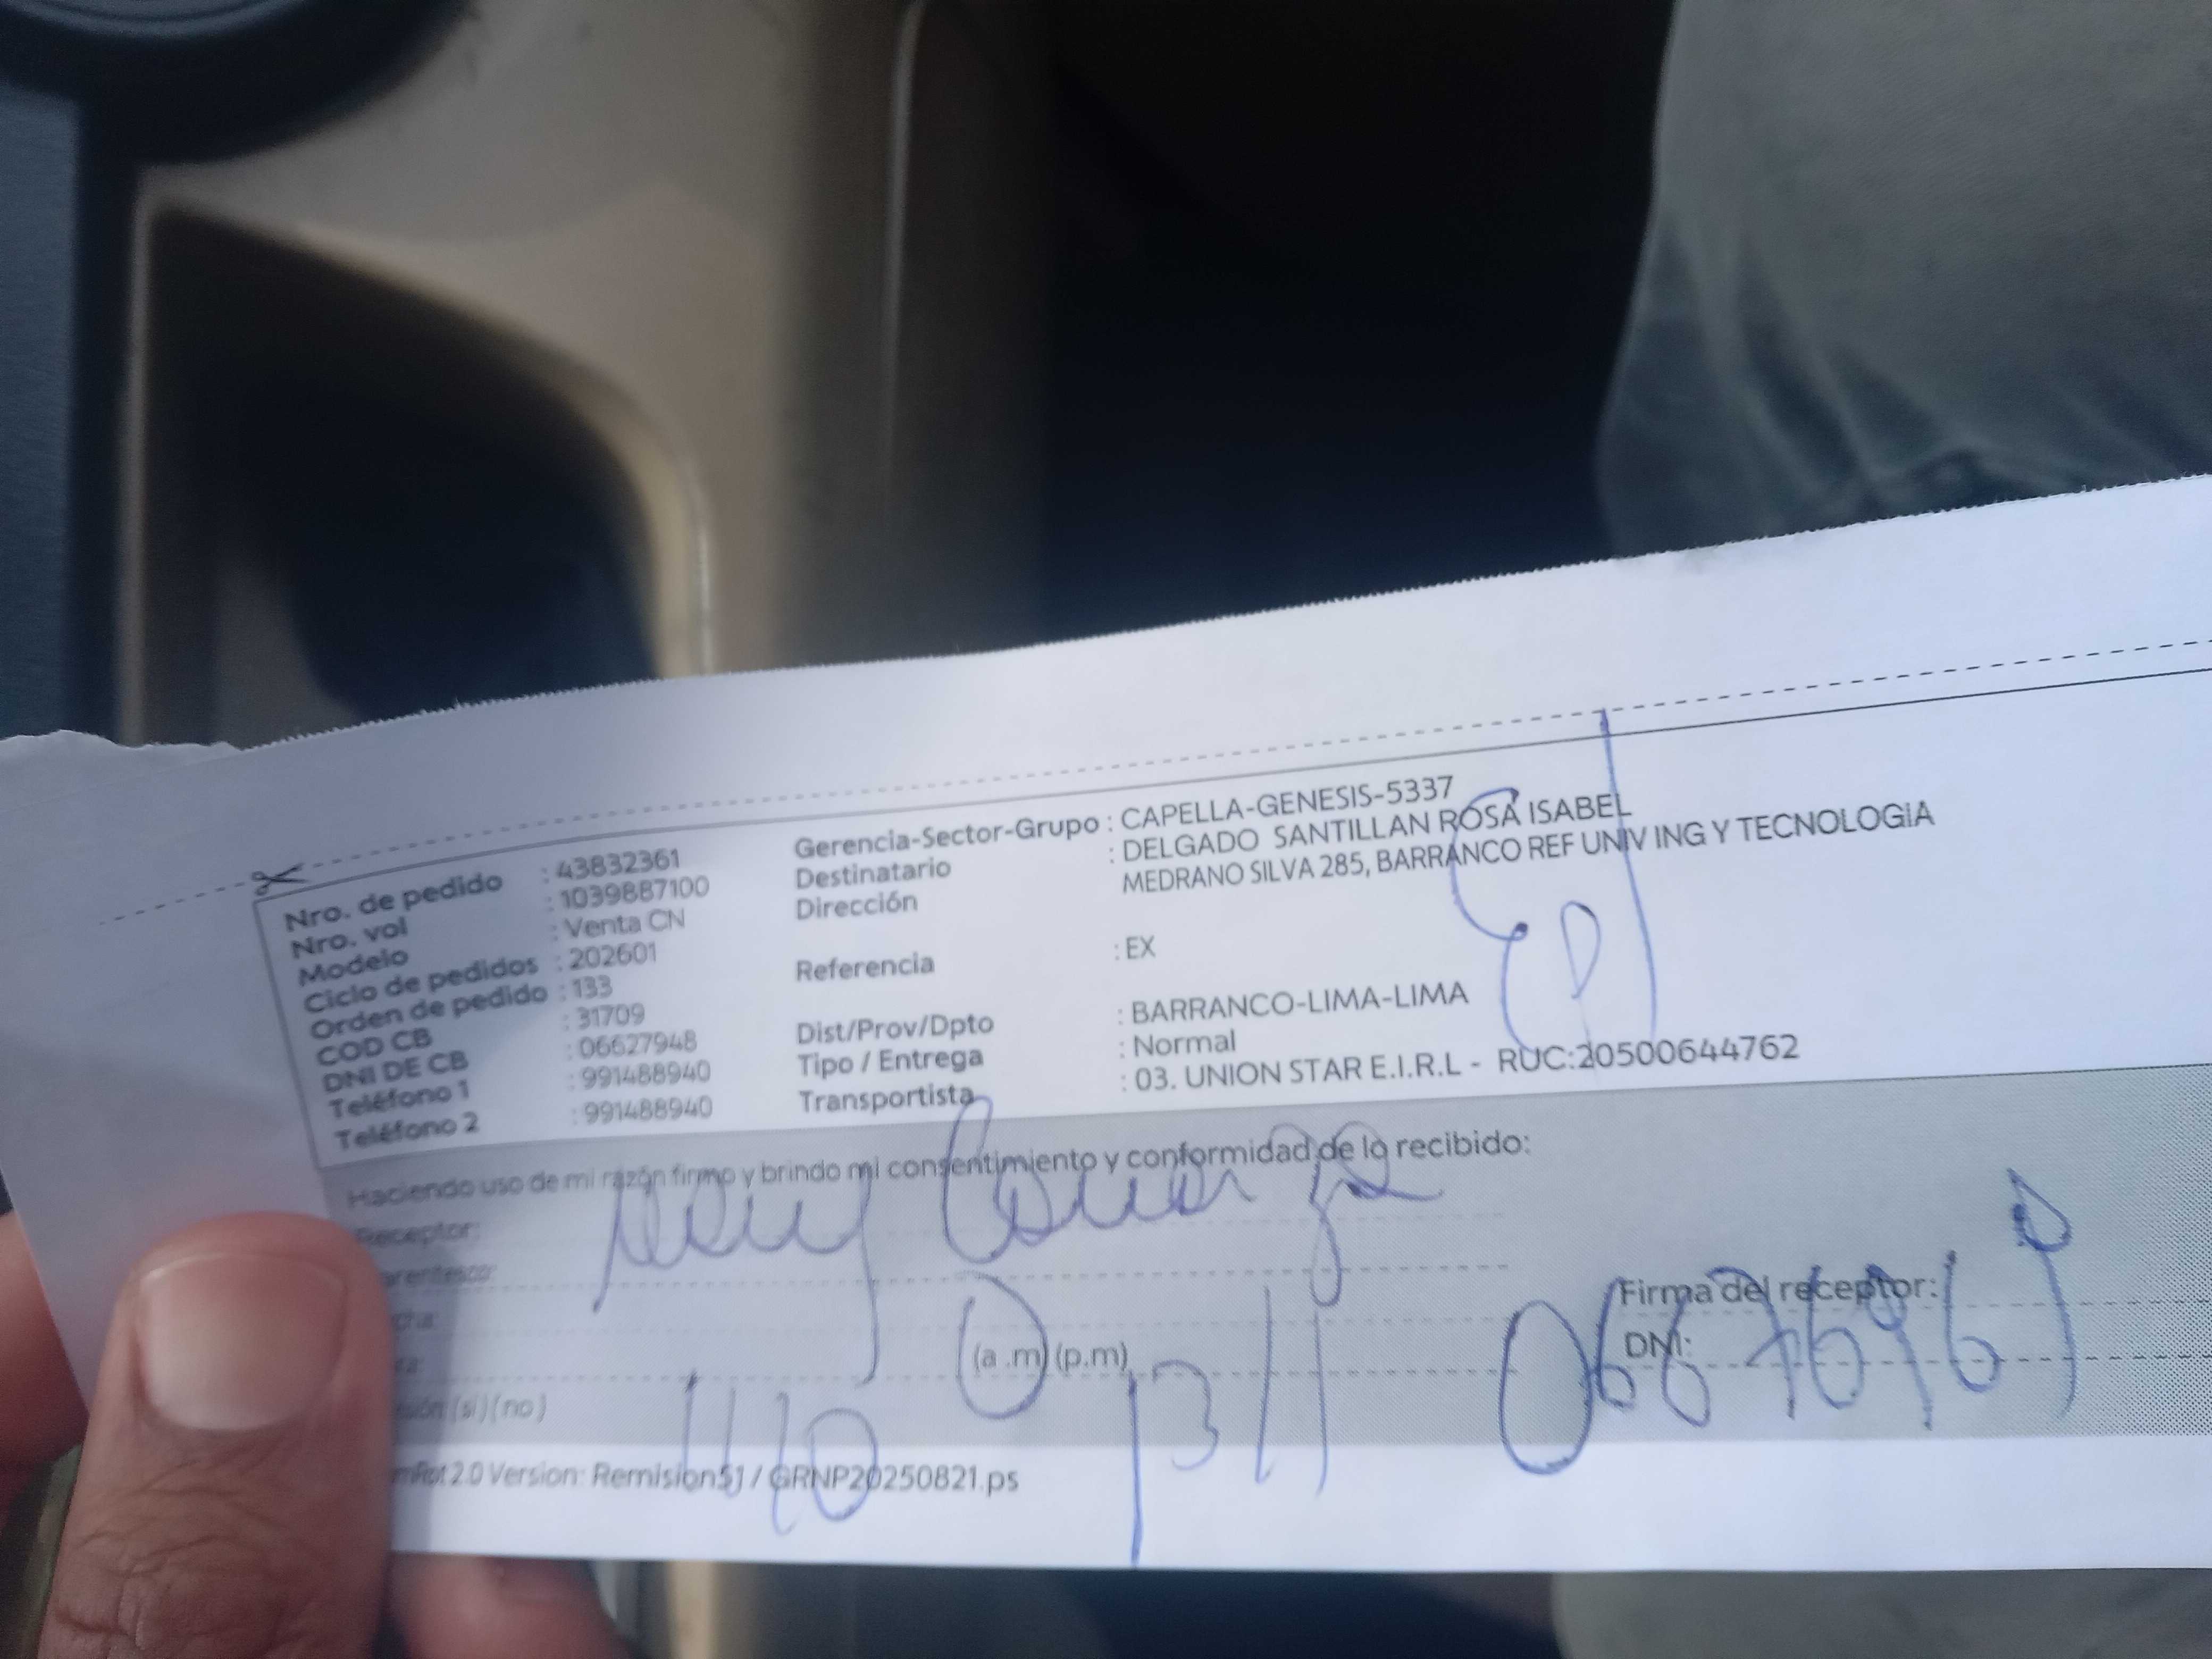 Nro. de pedido : 43832361
Nro. vol : 1039887100
Modelo : Venta CN
Ciclo de pedidos : 202601
Orden de pedido : 133
COD CB : 31709
DNI DE CB : 06627948
Teléfono 1 : 991488940
Teléfono 2 : 991488940
Gerencia-Sector-Grupo : CAPELLA-GENESIS-5337
Destinatario : DELGADO SANTILLAN ROSA ISABEL
Dirección MEDRANO SILVA 285, BARRANCO REF UNIV ING Y TECNOLOGIA
Referencia : EX
Dist/Prov/Dpto : BARRANCO-LIMA-LIMA
Tipo / Entrega : Normal
Transportista : 03. UNION STAR E.I.R.L - RUC:20500644762
Haciendo uso de mi razón firmo y brindo mi consentimiento y conformidad de lo recibido:
Receptor:
arentesco:
cha:
(a .m) (p.m)
(si) (no)
Firma del receptor:
DNI:
2.0 Version: Remision51 / GRNP20250821.ps